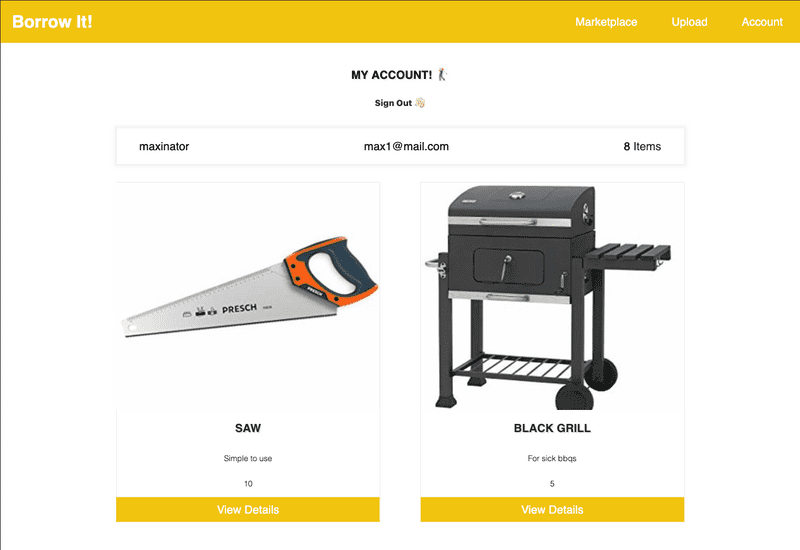 Borrow It!
Marketplace Upload Account
MY ACCOUNT!
Sign Out
maxinator max1@mail.com 8 Items
PRESCH
PRESCH
SAW
Simple to use
10
View Details
BLACK GRILL
For sick bbqs
5
View Details